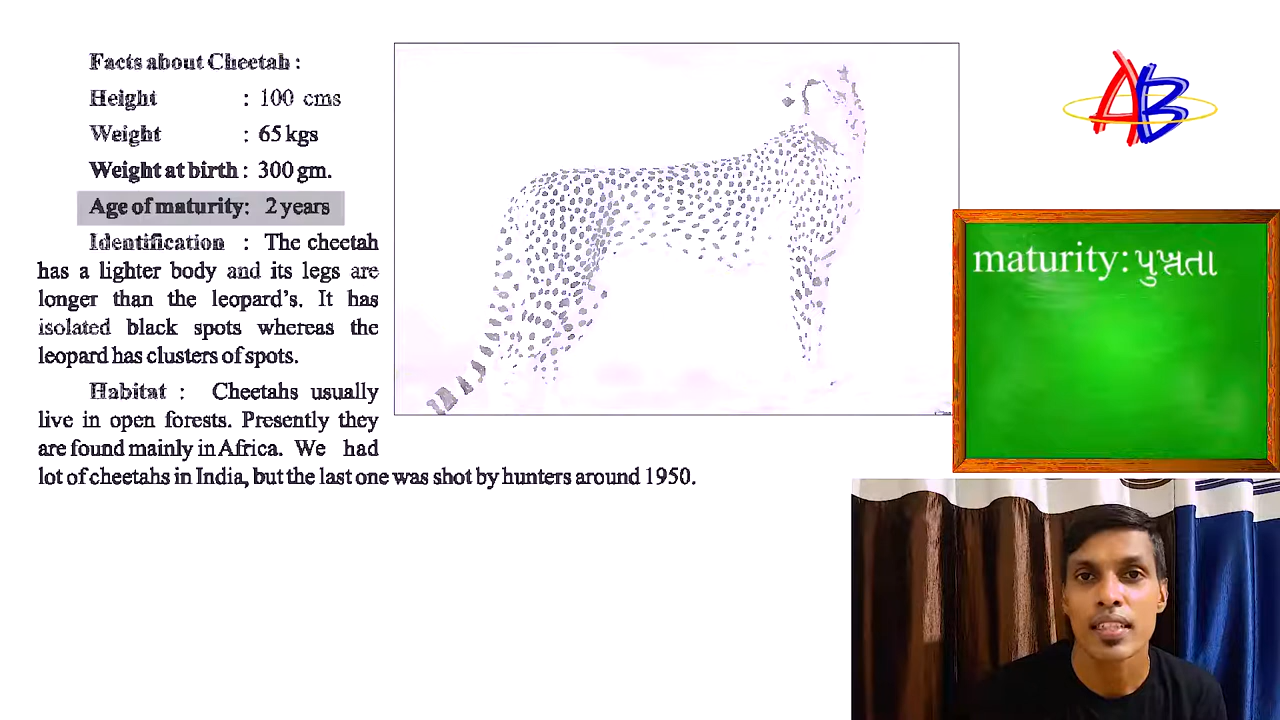 Facts about Cheetah :
Height : 100 cms
Weight : 65 kgs
Weight at birth : 300 gm.
Age of maturity: 2 years
Identification : The cheetah
has a lighter body and its legs are
longer than the leopard's. It has
isolated black spots whereas the
leopard has clusters of spots.
Habitat : Cheetahs usually
live in open forests. Presently they
are found mainly in Africa. We had
lot of cheetahs in India, but the last one was shot by hunters around 1950.
AB
maturity: પુખ્તતા